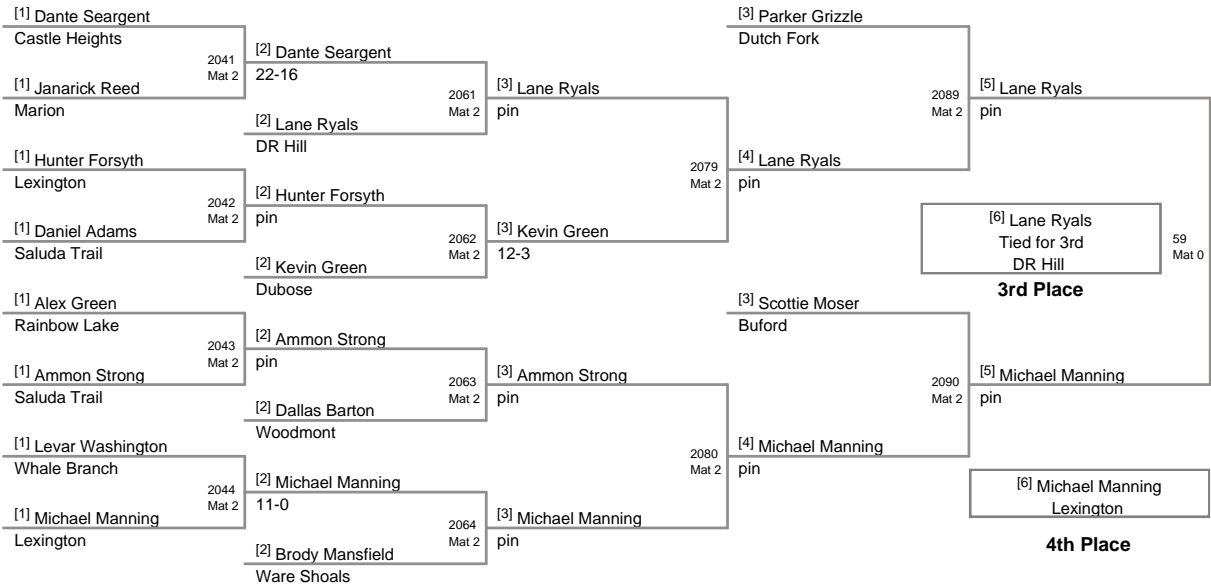 [1] Dante Seargent
Castle Heights
2041
Mat 2
[1] Janarick Reed
Marion
[1] Hunter Forsyth
Lexington
2042
Mat 2
[1] Daniel Adams
Saluda Trail
[1] Alex Green
Rainbow Lake
2043
Mat 2
[1] Ammon Strong
Saluda Trail
[1] Levar Washington
Whale Branch
2044
Mat 2
[1] Michael Manning
Lexington
[2] Dante Seargent
22-16
2061
Mat 2
[2] Lane Ryals
DR Hill
[2] Hunter Forsyth
pin
2062
Mat 2
[2] Kevin Green
Dubose
[2] Ammon Strong
pin
2063
Mat 2
[2] Dallas Barton
Woodmont
[2] Michael Manning
11-0
2064
Mat 2
[2] Brody Mansfield
Ware Shoals
[3] Lane Ryals
pin
2079
Mat 2
[3] Kevin Green
12-3
[3] Ammon Strong
pin
2080
Mat 2
[3] Michael Manning
pin
[3] Parker Grizzle
Dutch Fork
2089
Mat 2
[4] Lane Ryals
pin
[3] Scottie Moser
Buford
2090
Mat 2
[4] Michael Manning
pin
[5] Lane Ryals
pin
[6] Lane Ryals
Tied for 3rd
DR Hill
59
Mat 0
3rd Place
[5] Michael Manning
pin
[6] Michael Manning
Lexington
4th Place